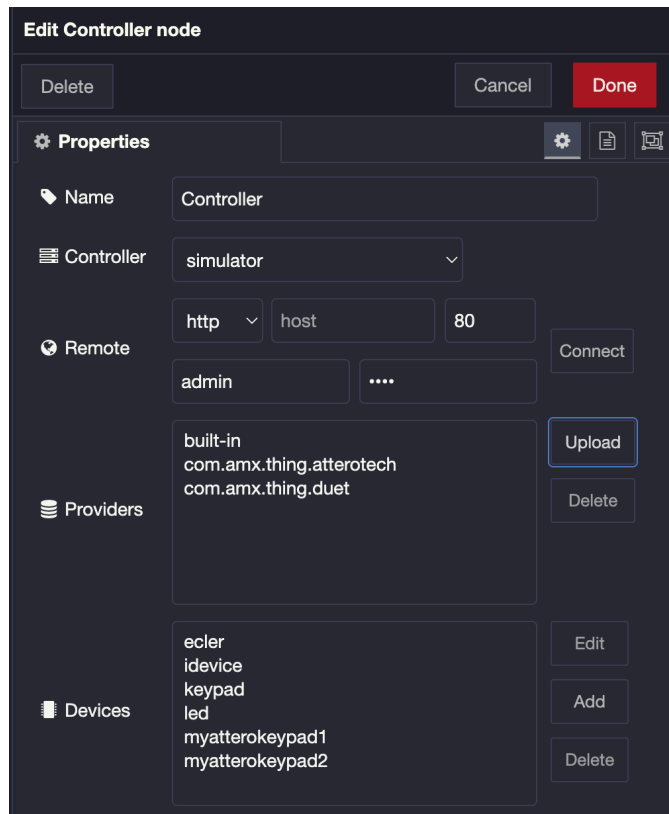 Edit Controller node
Delete
Cancel
Done
Properties
Name
Controller
Controller
simulator
Remote
http
host
80
Connect
admin
••••
Providers
built-in
com.amx.thing.atterotech
com.amx.thing.duet
Upload
Delete
Devices
ecler
idevice
keypad
led
myatterokeypad1
myatterokeypad2
Edit
Add
Delete